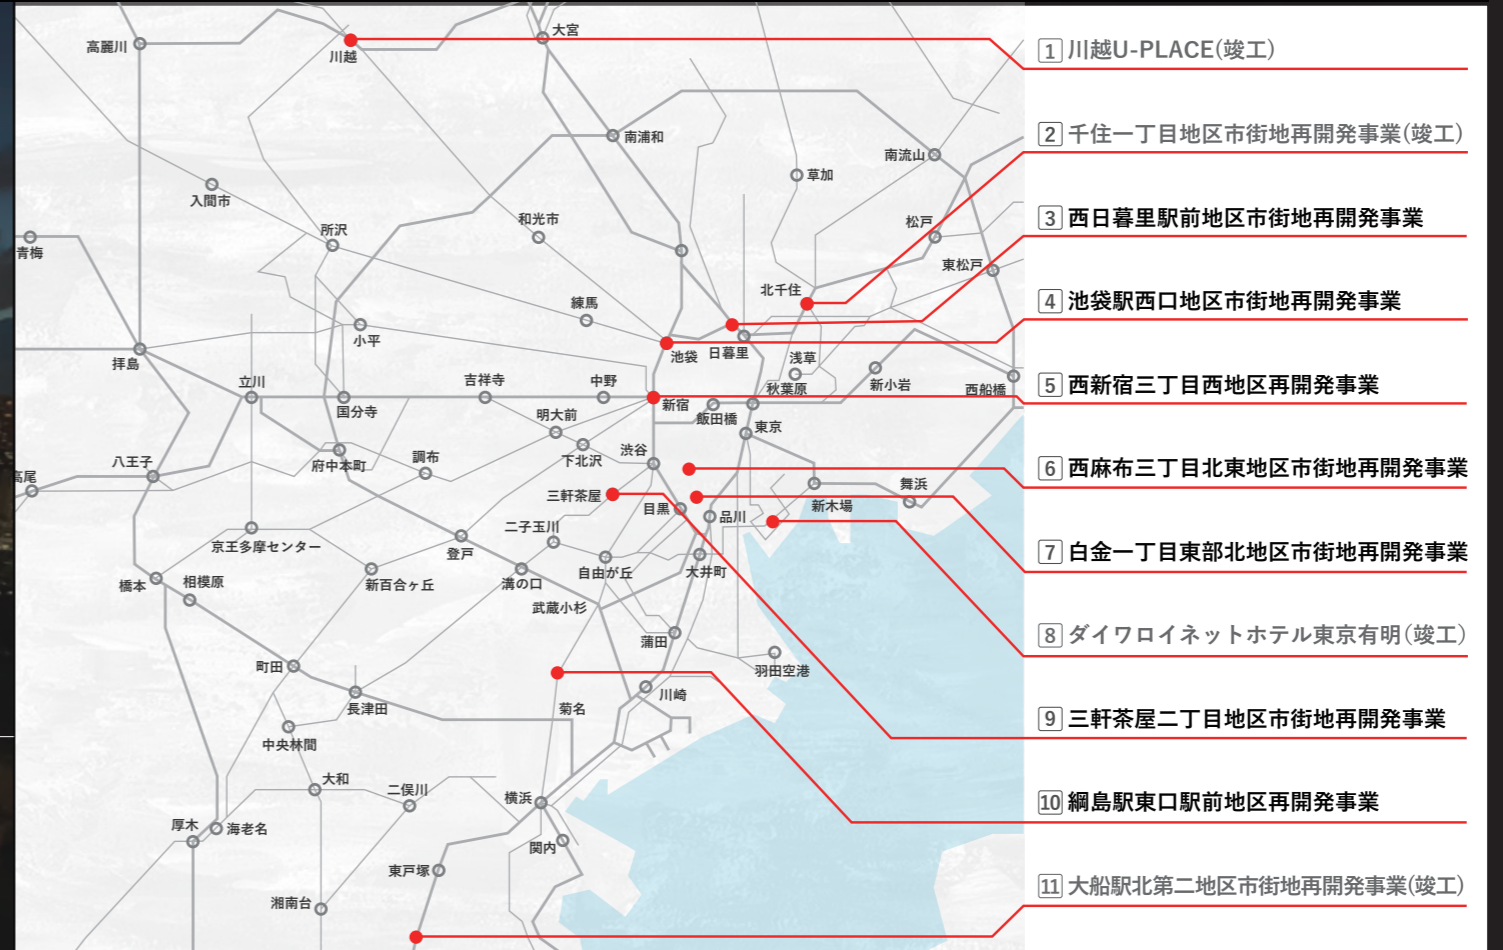 大宮
高麗川
川越
1 川越U-PLACE(竣工)
南浦和
2 千住一丁目地区市街地再開発事業(竣工)
南流山
草加
入間市
和光市
松戸
3 西日暮里駅前地区市街地再開発事業
所沢
青梅
東松戸
北千住
練馬
4 池袋駅西口地区市街地再開発事業
小平
拝島
池袋
日暮里
浅草
立川
吉祥寺
中野
秋葉原
新小岩
西船橋
5 西新宿三丁目西地区再開発事業
国分寺
新宿
飯田橋
明大前
東京
渋谷
八王子
府中本町
調布
下北沢
6 西麻布三丁目北東地区市街地再開発事業
高尾
舞浜
三軒茶屋
目黒
新木場
品川
二子玉川
京王多摩センター
登戸
7 白金一丁目東部北地区市街地再開発事業
橋本
相模原
新百合ヶ丘
溝の口
自由が丘
大井町
武蔵小杉
蒲田
8 ダイワロイネットホテル東京有明(竣工)
町田
羽田空港
川崎
長津田
菊名
9 三軒茶屋二丁目地区市街地再開発事業
中央林間
大和
二俣川
横浜
10 綱島駅東口駅前地区再開発事業
厚木
海老名
関内
東戸塚
11 大船駅北第二地区市街地再開発事業(竣工)
湘南台